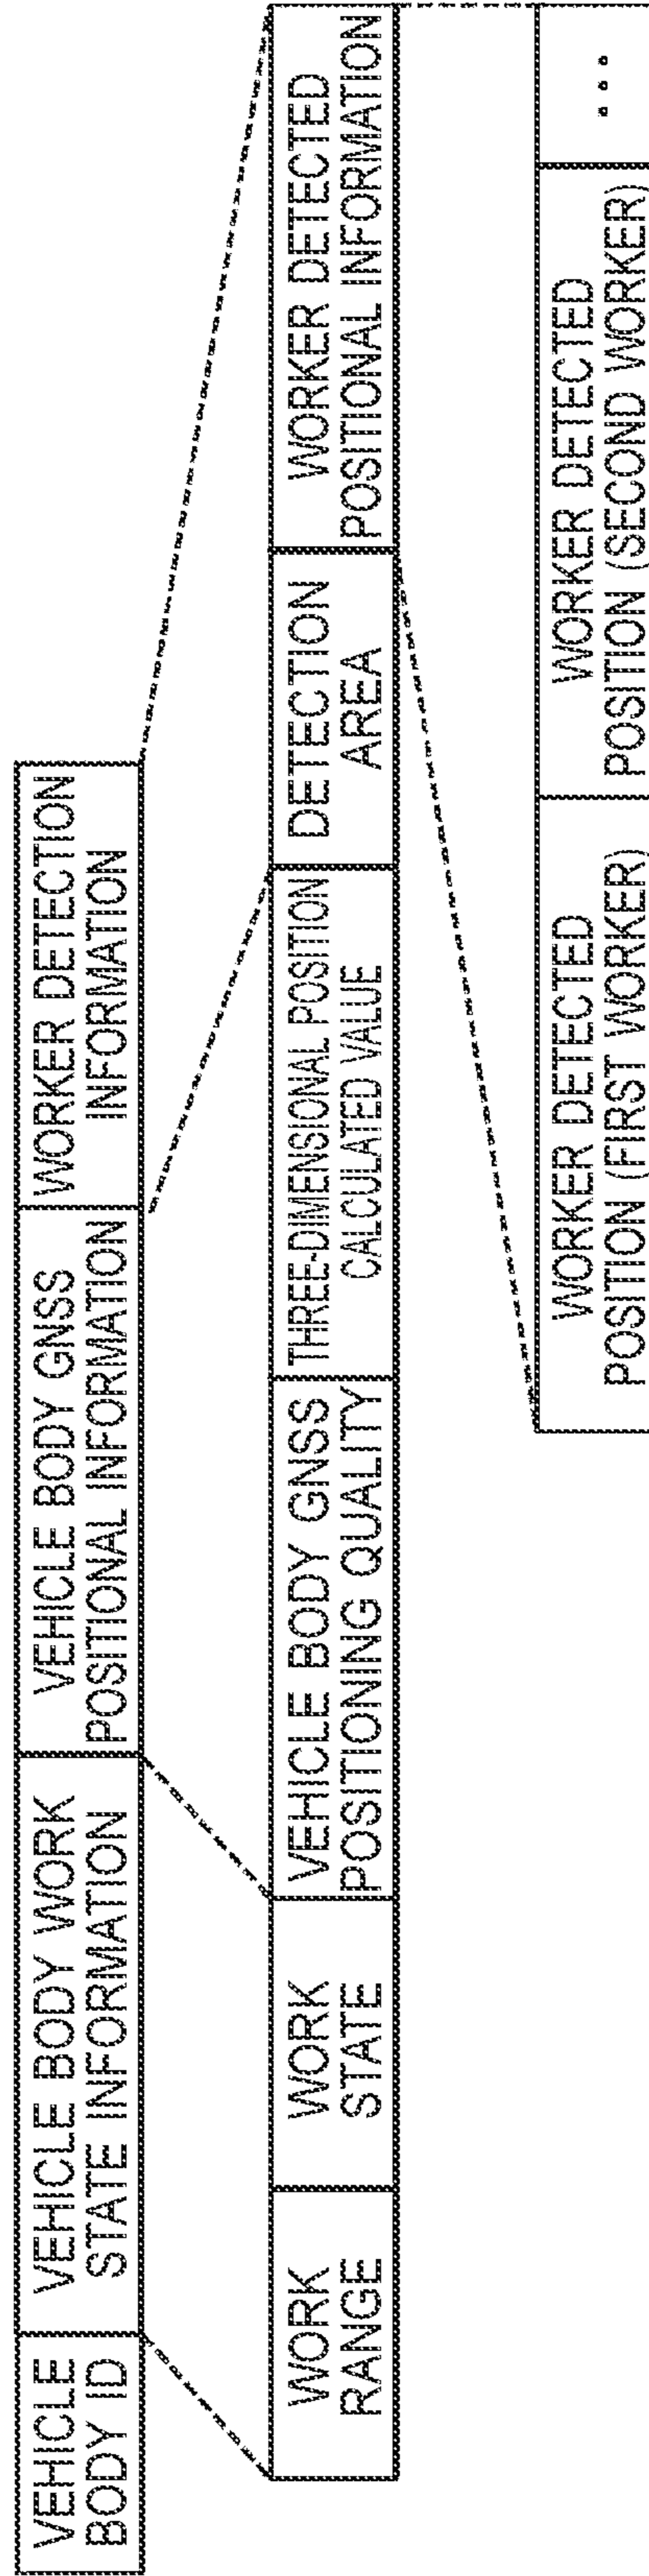 VEHICLE
BODY ID
VEHICLE BODY WORK
STATE INFORMATION
VEHICLE BODY GNSS
POSITIONAL INFORMATION
WORKER DETECTION
INFORMATION
WORK
RANGE
WORK
STATE
VEHICLE BODY GNSS
POSITIONING QUALITY
THREE-DIMENSIONAL POSITION
CALCULATED VALUE
DETECTION
AREA
WORKER DETECTED
POSITIONAL INFORMATION
WORKER DETECTED
POSITION (FIRST WORKER)
WORKER DETECTED
POSITION (SECOND WORKER)
...